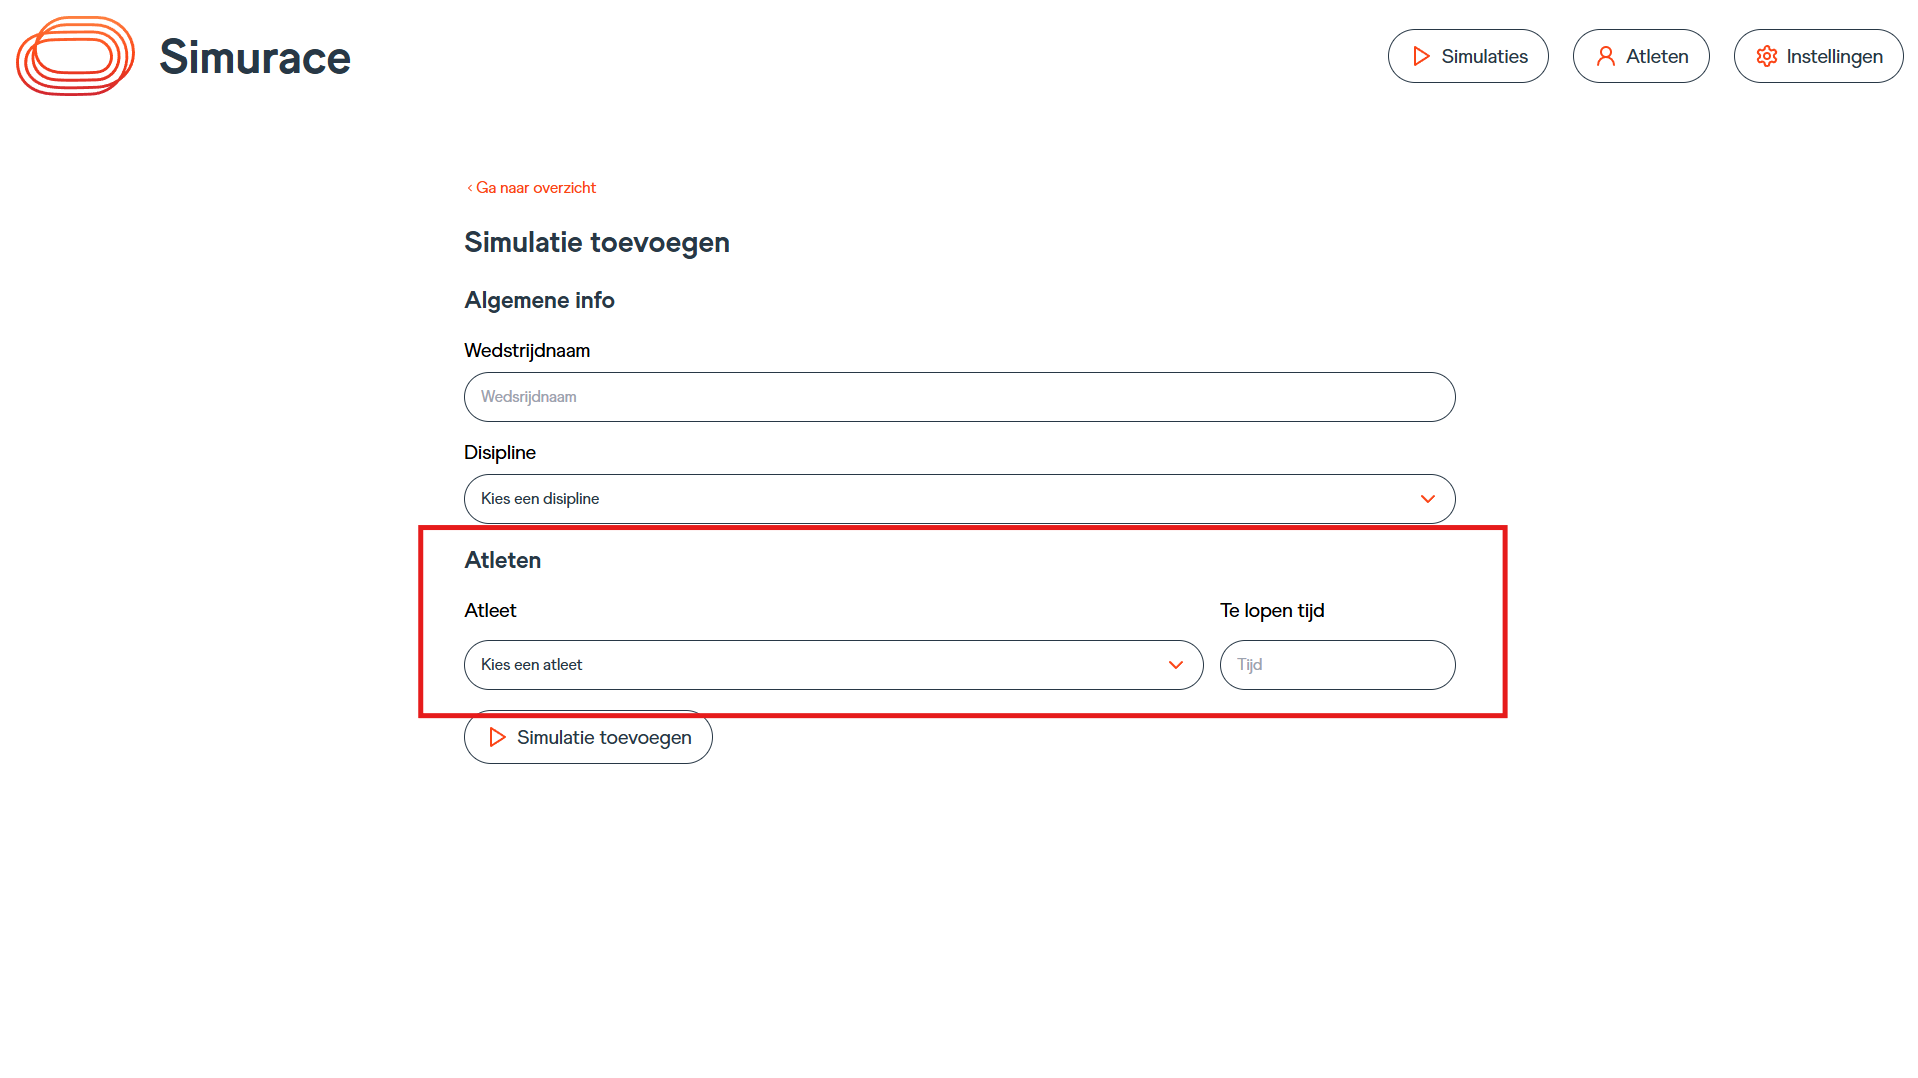 Simurace
Simulaties
Atleten
Instellingen
‹ Ga naar overzicht
Simulatie toevoegen
Algemene info
Wedstrijdnaam
Wedsrijdnaam
Disipline
Kies een disipline
Atleten
Atleet
Te lopen tijd
Kies een atleet
Tijd
Simulatie toevoegen